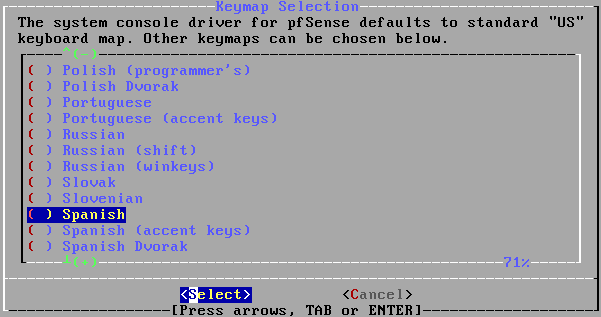 Keymap Selection
The system console driver for pfSense defaults to standard "US"
keyboard map. Other keymaps can be chosen below.
^(-)
( ) Polish (programmer's)
( ) Polish Dvorak
( ) Portuguese
( ) Portuguese (accent keys)
( ) Russian
( ) Russian (shift)
( ) Russian (winkeys)
( ) Slovak
( ) Slovenian
( ) Spanish
( ) Spanish (accent keys)
( ) Spanish Dvorak
┴(+) 71%
<Select> <Cancel>
[Press arrows, TAB or ENTER]